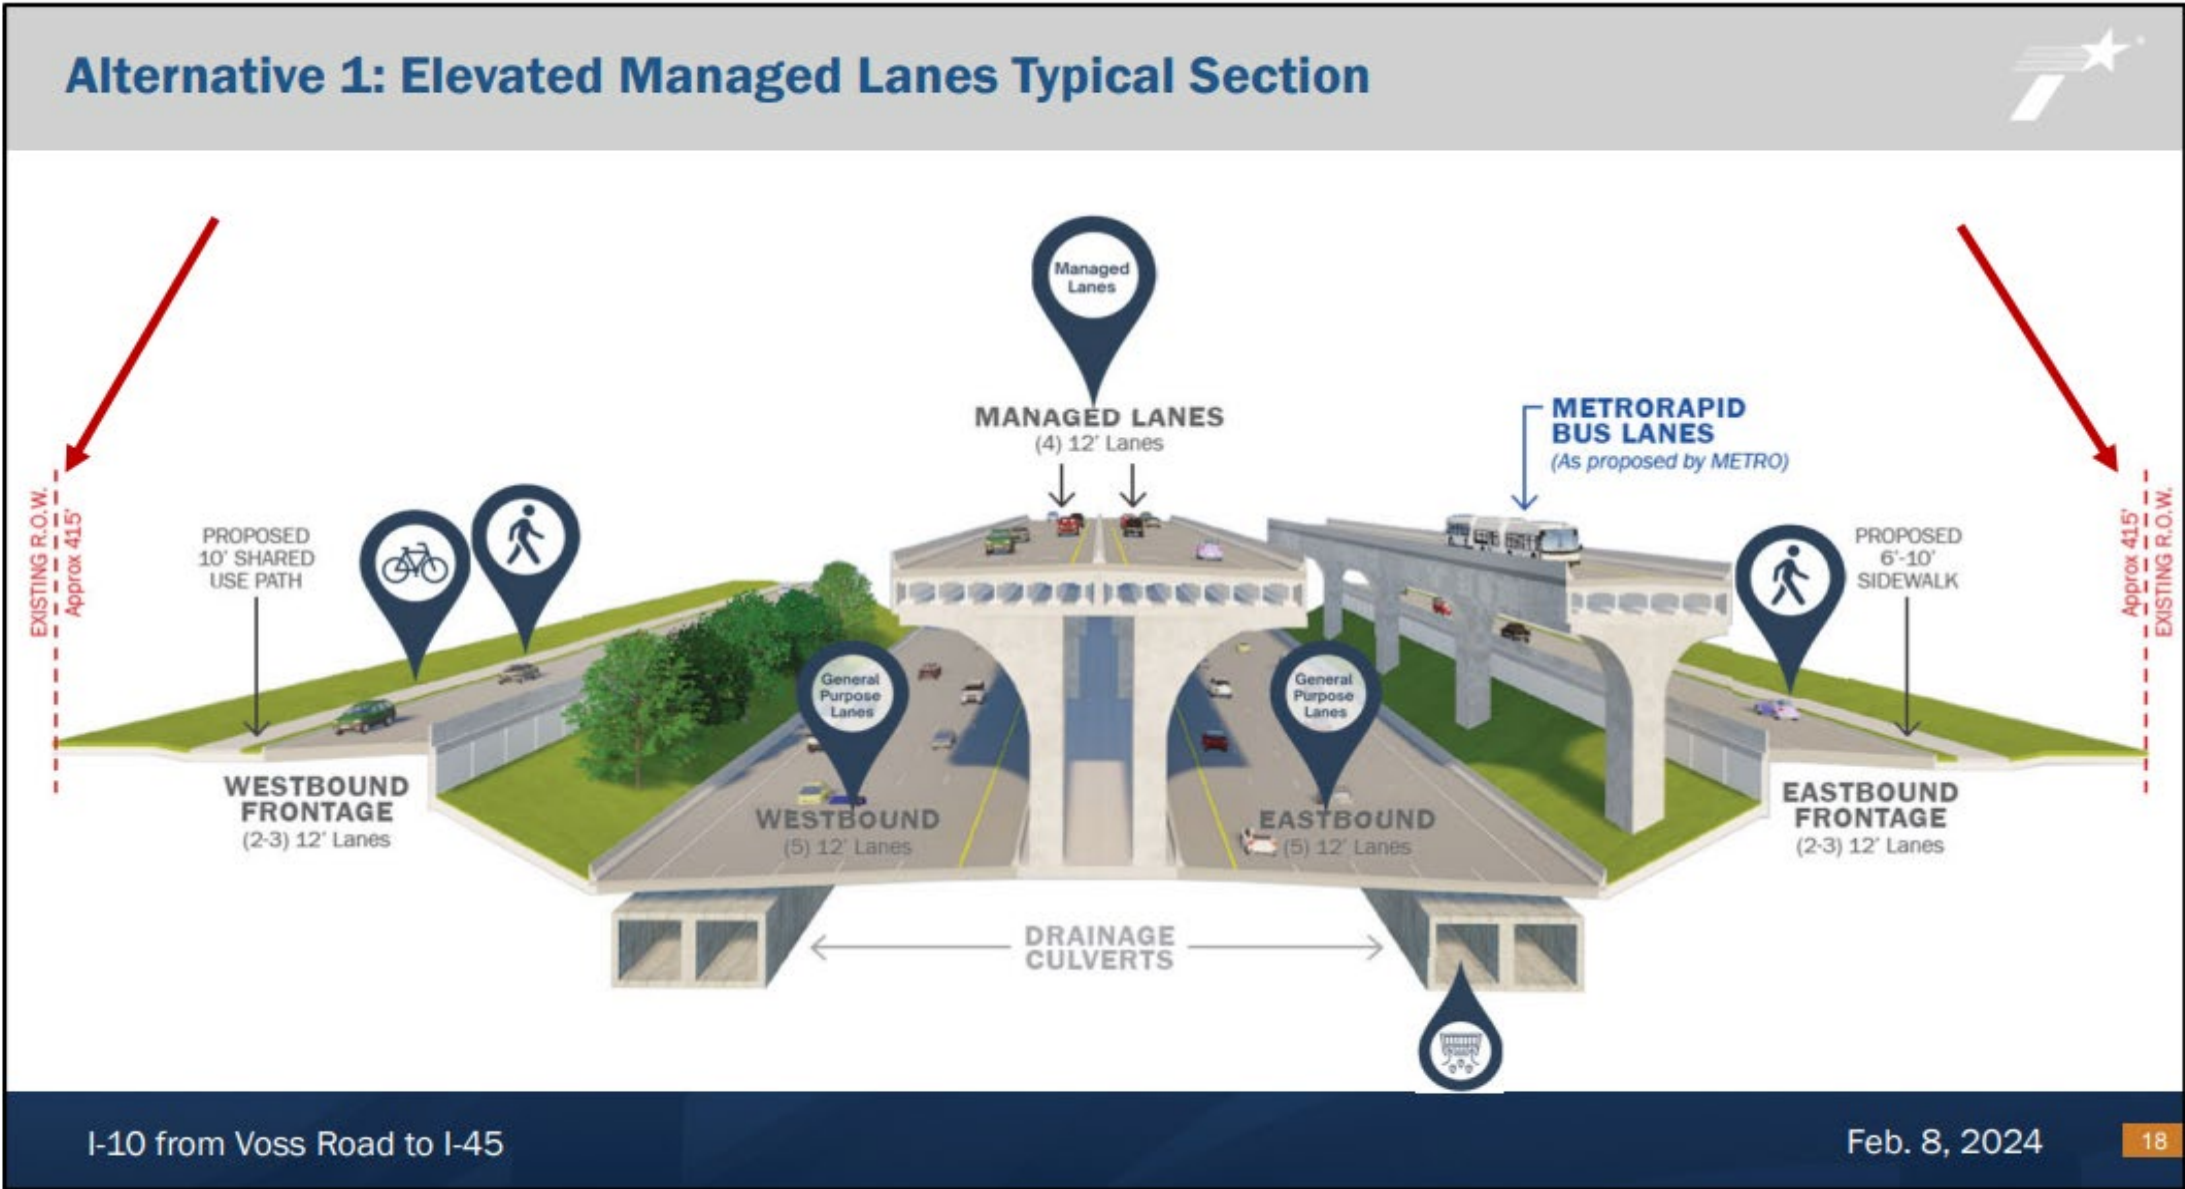 Alternative 1: Elevated Managed Lanes Typical Section
Managed
Lanes
MANAGED LANES
(4) 12' Lanes
METRORAPID
BUS LANES
(As proposed by METRO)
EXISTING R.O.W.
Approx 415'
PROPOSED
10' SHARED
USE PATH
PROPOSED
6'-10'
SIDEWALK
Approx 415'
EXISTING R.O.W.
General
Purpose
Lanes
General
Purpose
Lanes
WESTBOUND
FRONTAGE
(2-3) 12' Lanes
WESTBOUND
(5) 12' Lanes
EASTBOUND
(5) 12' Lanes
EASTBOUND
FRONTAGE
(2-3) 12' Lanes
DRAINAGE
CULVERTS
I-10 from Voss Road to I-45
Feb. 8, 2024
18